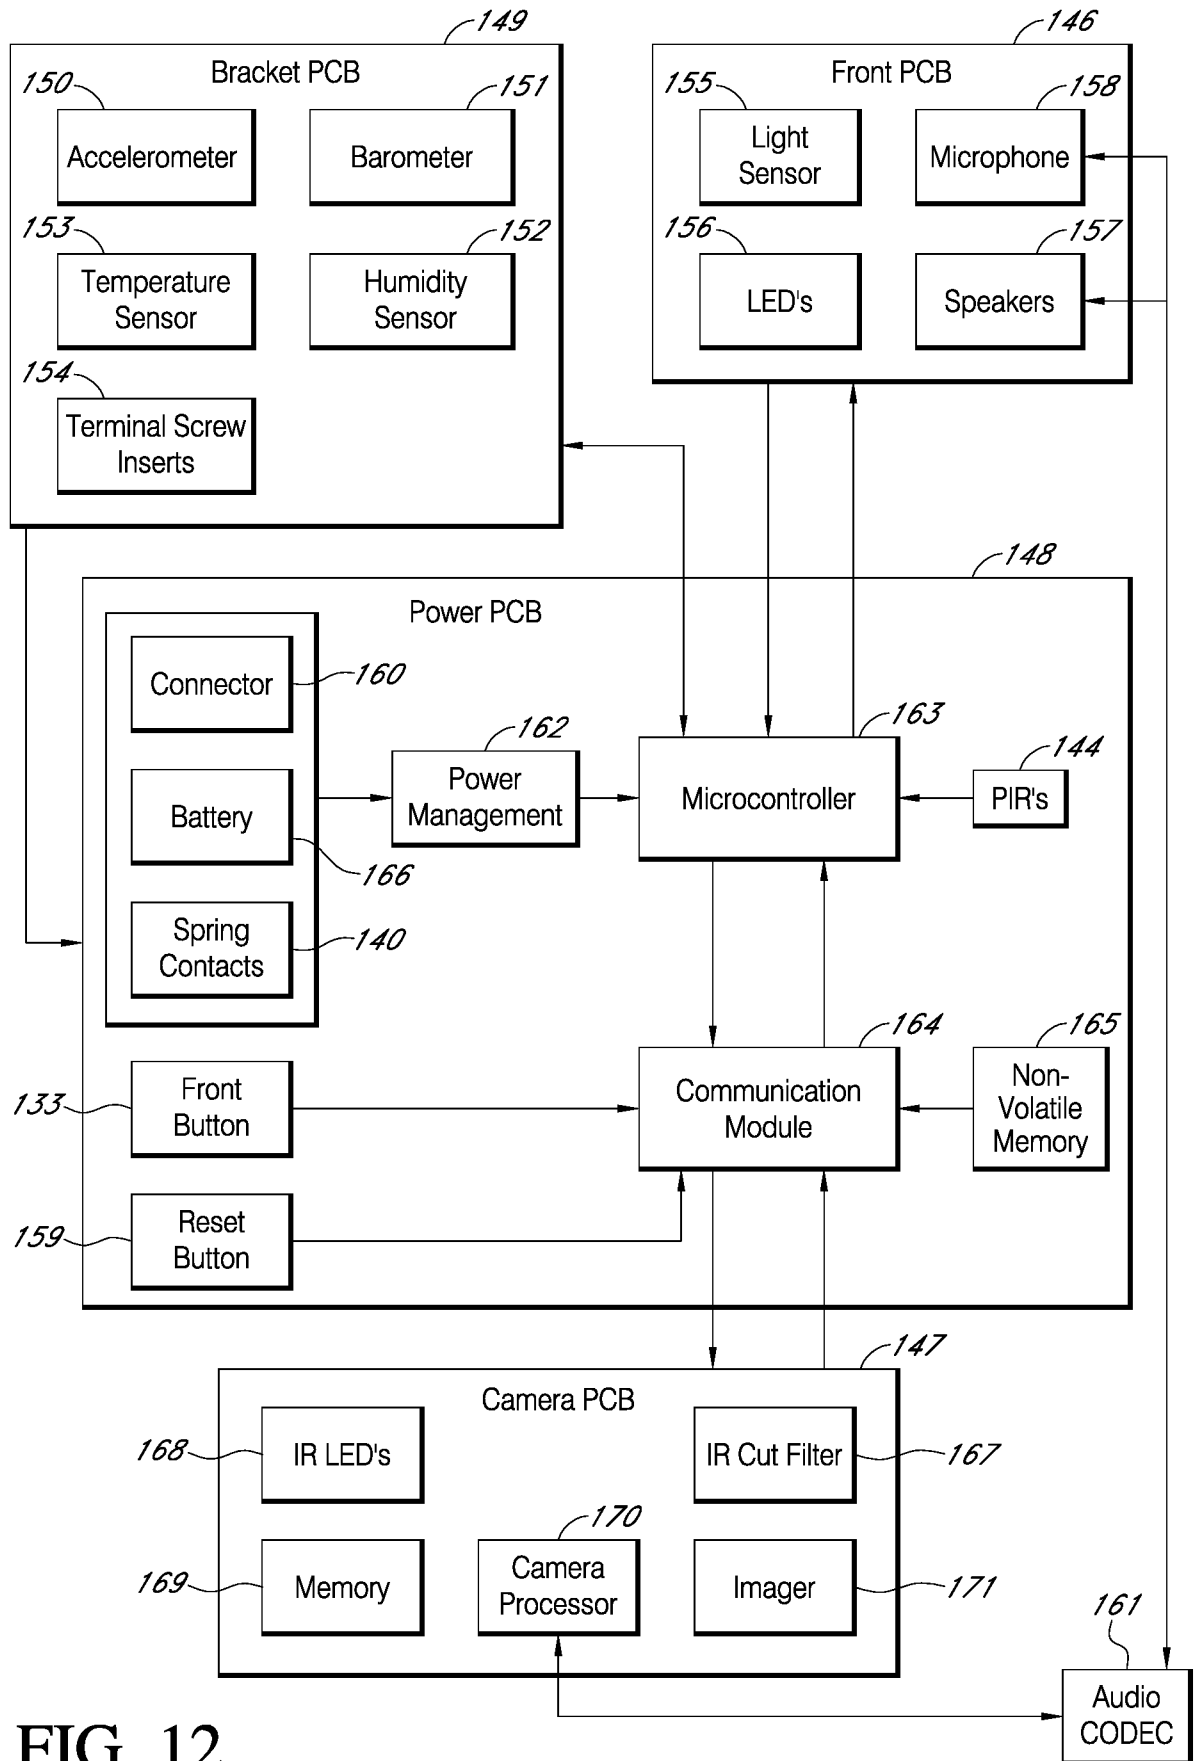 149
146
Bracket PCB
Front PCB
150
151
155
158
Accelerometer
Barometer
Light
Sensor
Microphone
153
152
156
157
Temperature
Sensor
Humidity
Sensor
LED's
Speakers
154
Terminal Screw
Inserts
148
Power PCB
Connector
160
162
163
144
Power
Management
Microcontroller
PIR's
Battery
166
Spring
Contacts
140
164
165
133
Front
Button
Communication
Module
Non-
Volatile
Memory
159
Reset
Button
147
Camera PCB
168
IR LED's
IR Cut Filter
167
170
169
Memory
Camera
Processor
Imager
171
161
Audio
CODEC
FIG. 12